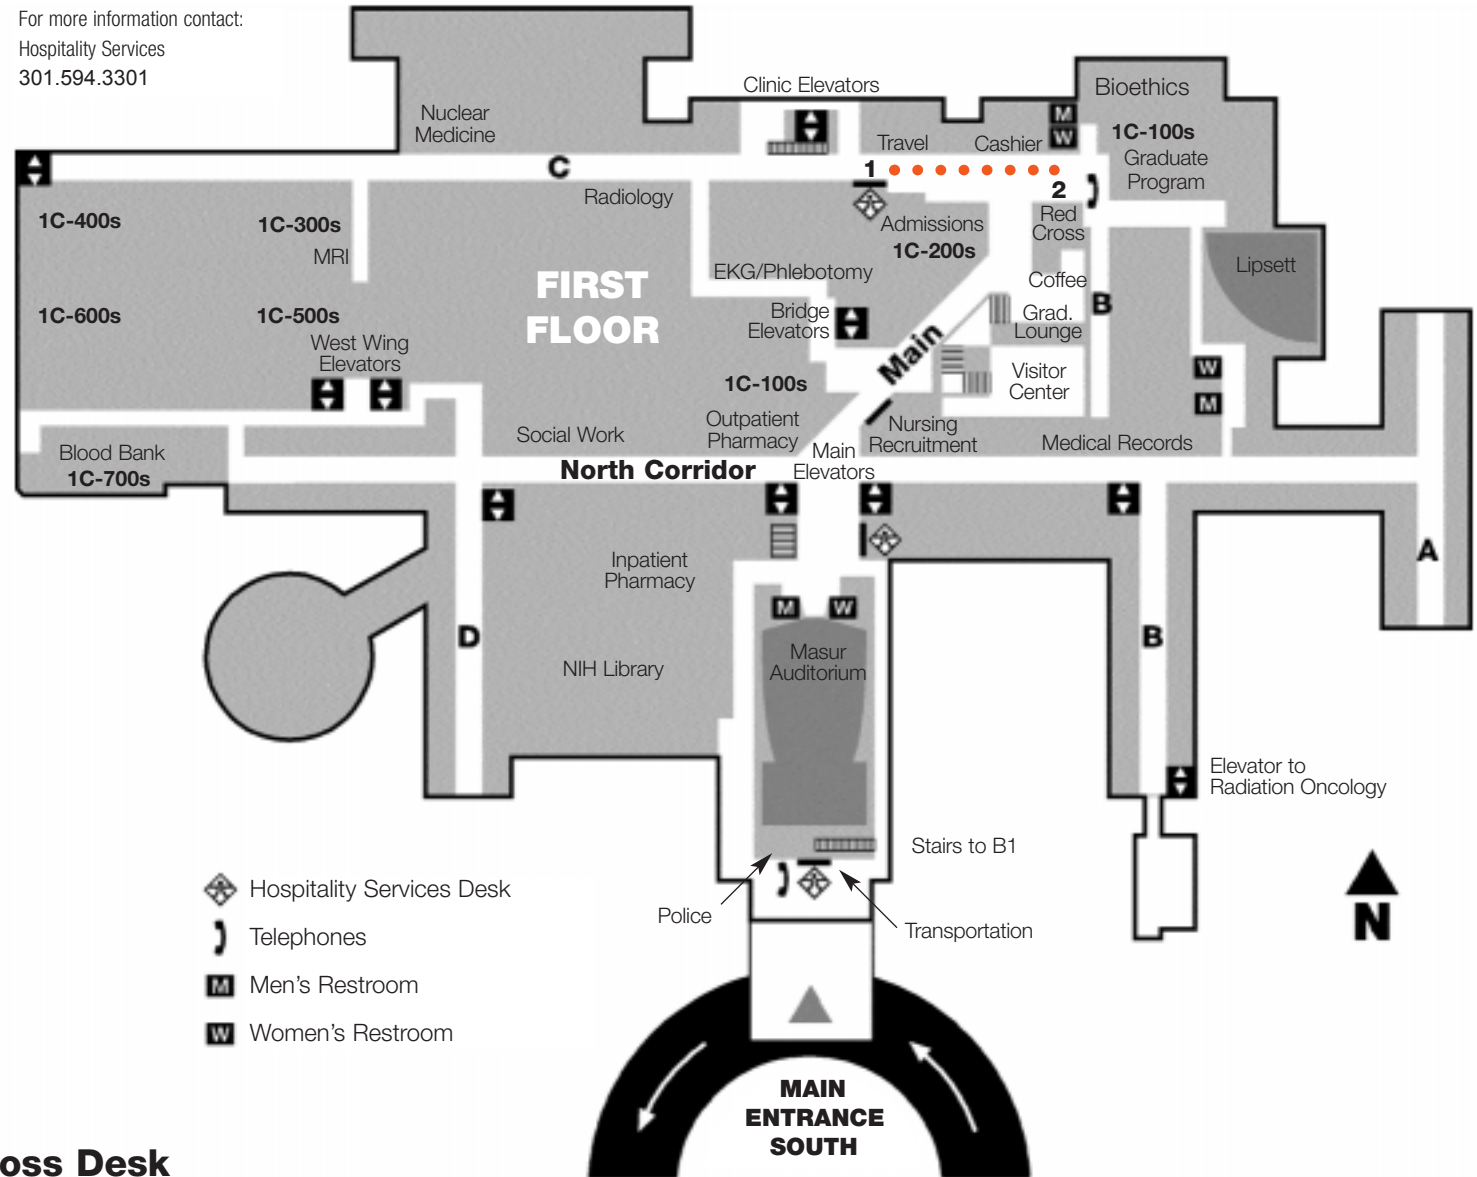 For more information contact:
Hospitality Services
301.594.3301
Clinic Elevators
Bioethics
Nuclear
Medicine
M
W
1C-100s
Travel
Cashier
Graduate
Program
C
1
2
Radiology
1C-400s
1C-300s
Admissions
1C-200s
Red
Cross
MRI
Lipsett
EKG/Phlebotomy
Coffee
FIRST
FLOOR
B
1C-600s
1C-500s
Bridge
Elevators
Grad.
Lounge
West Wing
Elevators
Main
1C-100s
Visitor
Center
W
M
Outpatient
Pharmacy
Nursing
Recruitment
Social Work
Medical Records
Blood Bank
1C-700s
North Corridor
Main
Elevators
A
Inpatient
Pharmacy
M
W
D
B
Masur
Auditorium
NIH Library
Elevator to
Radiation Oncology
Stairs to B1
Hospitality Services Desk
Police
Transportation
N
Telephones
M Men's Restroom
W Women's Restroom
MAIN
ENTRANCE
SOUTH
oss Desk